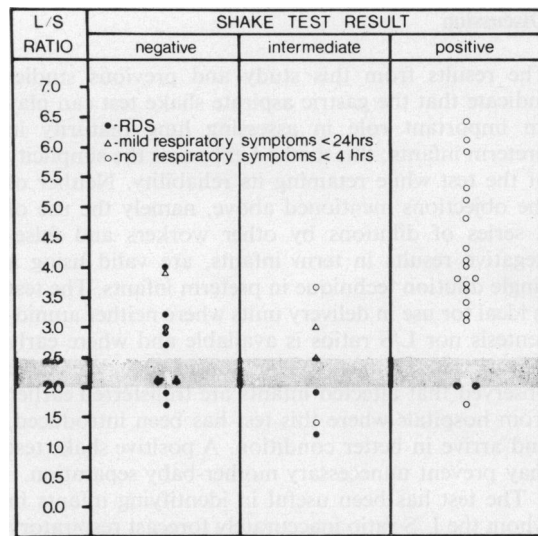 L/S
RATIO
SHAKE TEST RESULT
negative
intermediate
positive
7.0
6.5
6.0
• RDS
5.5
△ mild respiratory symptoms < 24hrs
5.0
○ no respiratory symptoms < 4 hrs
4.5
4.0
3.5
3.0
2.5
2.0
1.5
1.0
0.5
0.0